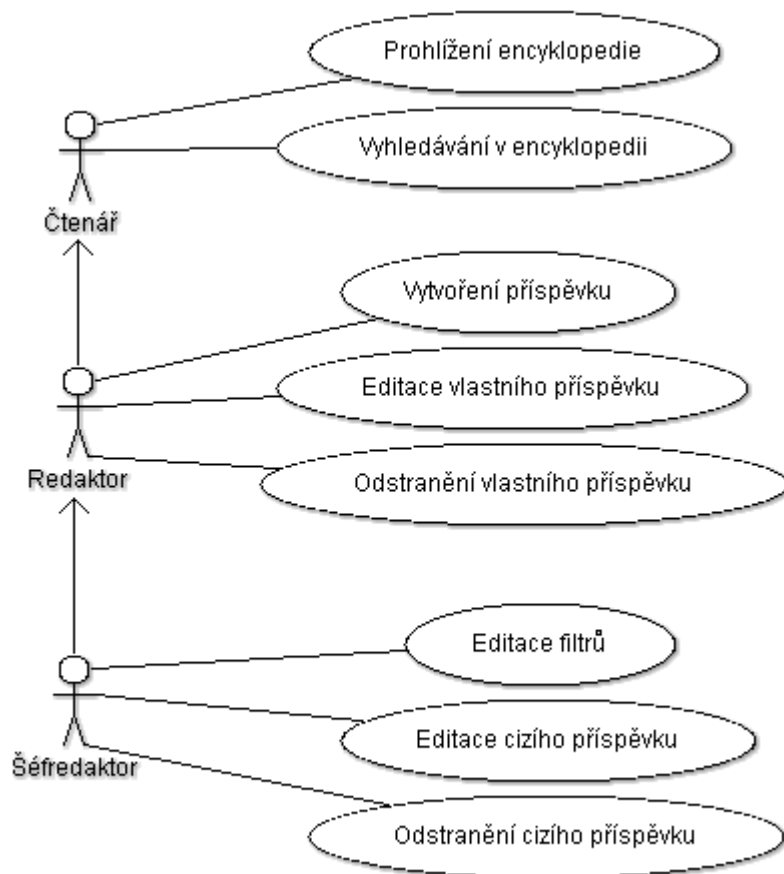 Prohlížení encyklopedie
Vyhledávání v encyklopedii
Čtenář
Vytvoření příspěvku
Editace vlastního příspěvku
Odstranění vlastního příspěvku
Redaktor
Editace filtrů
Editace cizího příspěvku
Šéfredaktor
Odstranění cizího příspěvku